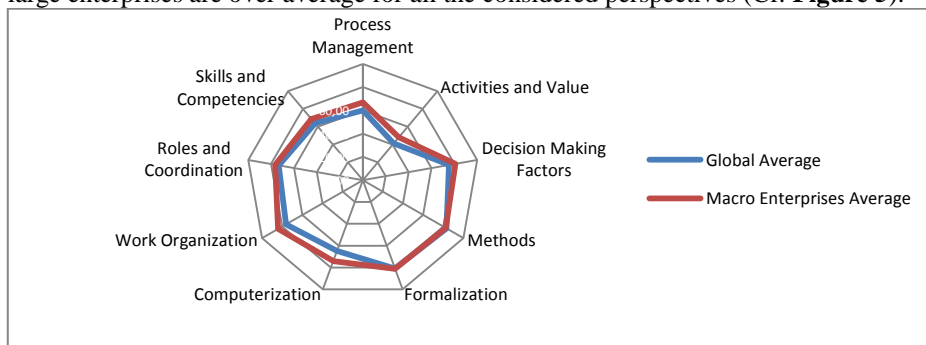 large enterprises are over average for all the considered perspectives (Cf. Figure 3).
Process
Management
Skills and
Competencies
Activities and Value
Roles and
Coordination
Decision Making
Factors
Global Average
Macro Enterprises Average
Work Organization
Methods
Computerization
Formalization